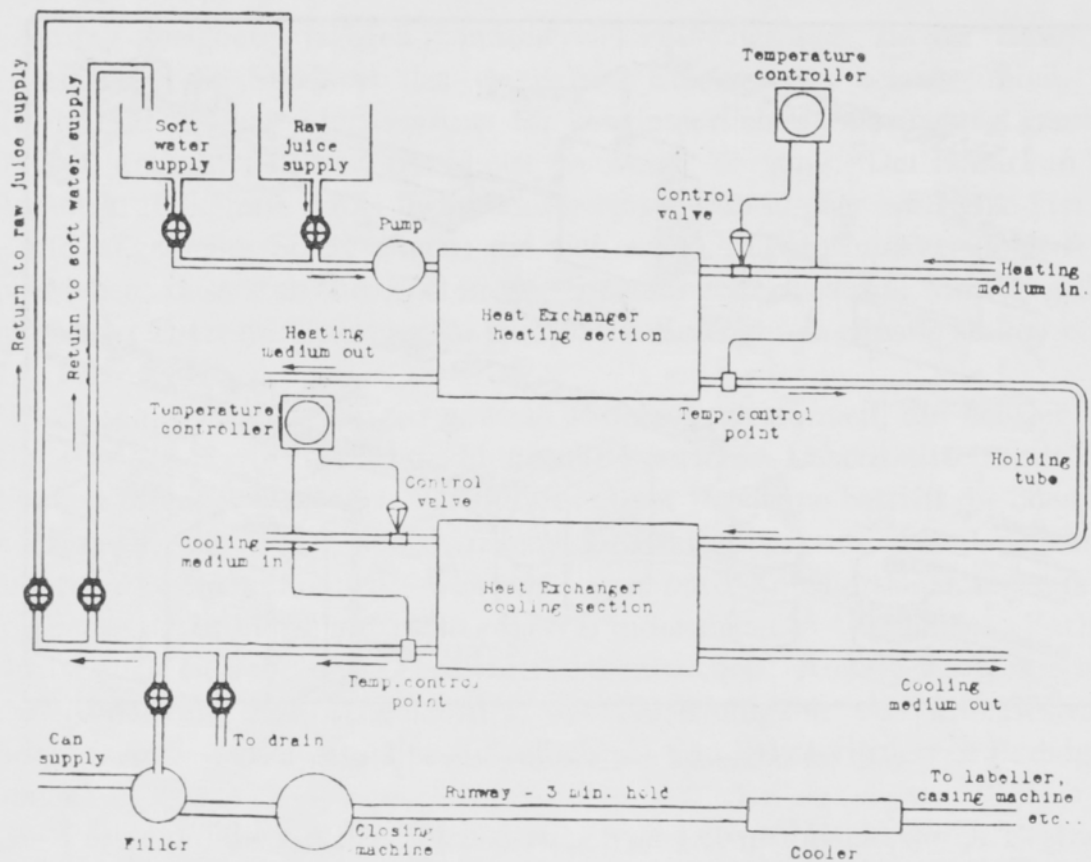 Return to raw juice supply
Return to soft water supply
Soft
water
supply
Raw
juice
supply
Temperature
controller
Control
valve
Pump
Heating
medium in.
Heat Exchanger
heating section
Heating
medium out
Temp.control
point
Holding
tube
Temperature
controller
Control
valve
Cooling
medium in
Heat Exchanger
cooling section
Temp.control
point
Cooling
medium out
Can
supply
To drain
Runway - 3 min. hold
To labeller,
casing machine
etc..
Filler
Closing
machine
Cooler